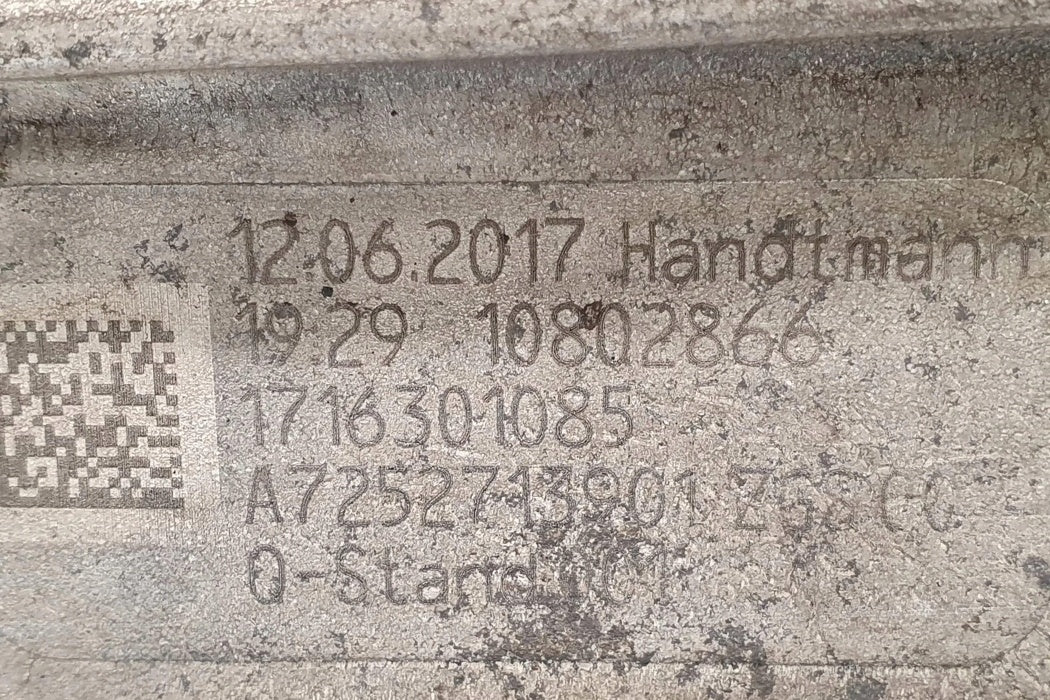 12.06.2017 Handtmann
19:29 10802866
1716301085
A7252713901
Q-Stand